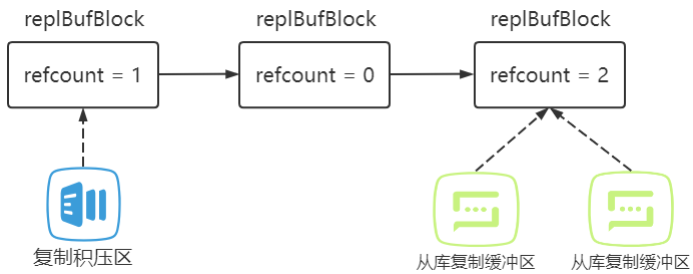 replBufBlock replBufBlock replBufBlock
refcount = 1 refcount = 0 refcount = 2
复制积压区 从库复制缓冲区 从库复制缓冲区